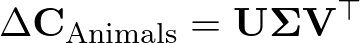 ΔC_Animals = UΣV^⊤